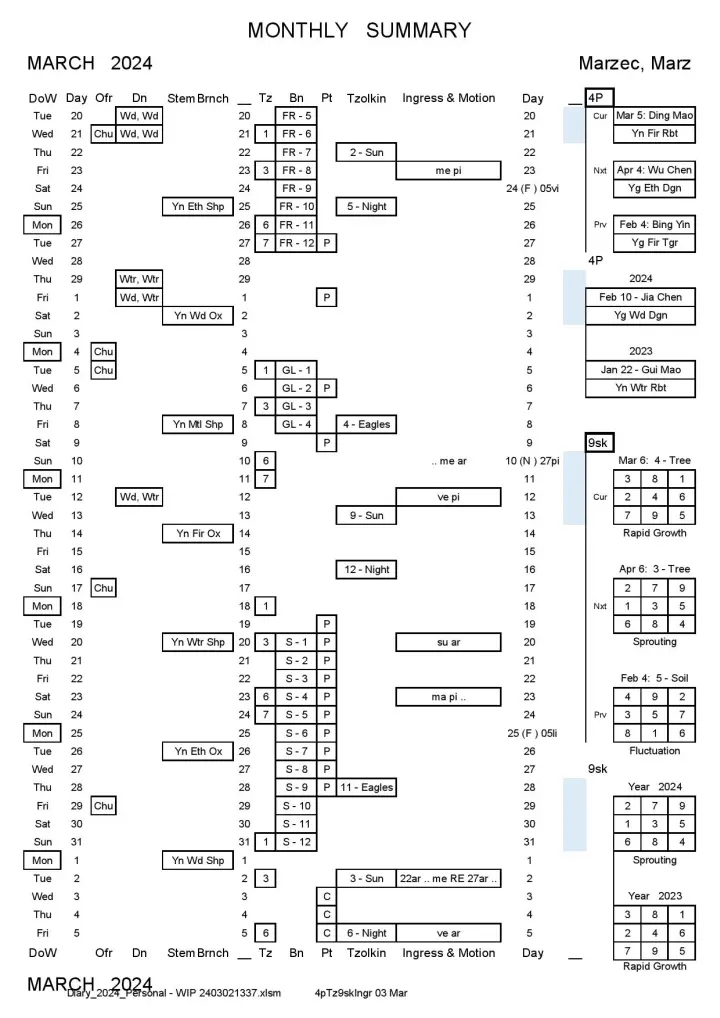 MONTHLY SUMMARY
MARCH 2024 Marzec, Marz
DoW Day Ofr Dn Stem Brnch __ Tz Bn Pt Tzolkin Ingress & Motion Day __ 4P
Tue 20 Wd, Wd 20 FR - 5 20 Cur Mar 5: Ding Mao
Wed 21 Chu Wd, Wd 21 1 FR - 6 21 Yn Fir Rbt
Thu 22 22 FR - 7 2 - Sun 22
Fri 23 23 3 FR - 8 me pi 23 Nxt Apr 4: Wu Chen
Sat 24 24 FR - 9 24 (F ) 05vi Yg Eth Dgn
Sun 25 Yn Eth Shp 25 FR - 10 5 - Night 25
Mon 26 26 6 FR - 11 26 Prv Feb 4: Bing Yin
Tue 27 27 7 FR - 12 P 27 Yg Fir Tgr
Wed 28 28 28 4P
Thu 29 Wtr, Wtr 29 29 2024
Fri 1 Wd, Wtr 1 P 1 Feb 10 - Jia Chen
Sat 2 Yn Wd Ox 2 2 Yg Wd Dgn
Sun 3 3 3
Mon 4 Chu 4 4 2023
Tue 5 Chu 5 1 GL - 1 5 Jan 22 - Gui Mao
Wed 6 6 GL - 2 P 6 Yn Wtr Rbt
Thu 7 7 3 GL - 3 7
Fri 8 Yn Mtl Shp 8 GL - 4 4 - Eagles 8
Sat 9 9 P 9 9sk
Sun 10 10 6 .. me ar 10 (N ) 27pi Mar 6: 4 - Tree
Mon 11 11 7 11 3 8 1
Tue 12 Wd, Wtr 12 ve pi 12 Cur 2 4 6
Wed 13 13 9 - Sun 13 7 9 5
Thu 14 Yn Fir Ox 14 14 Rapid Growth
Fri 15 15 15
Sat 16 16 12 - Night 16 Apr 6: 3 - Tree
Sun 17 Chu 17 17 2 7 9
Mon 18 18 1 18 Nxt 1 3 5
Tue 19 19 P 19 6 8 4
Wed 20 Yn Wtr Shp 20 3 S - 1 P su ar 20 Sprouting
Thu 21 21 S - 2 P 21
Fri 22 22 S - 3 P 22 Feb 4: 5 - Soil
Sat 23 23 6 S - 4 P ma pi .. 23 4 9 2
Sun 24 24 7 S - 5 P 24 Prv 3 5 7
Mon 25 25 S - 6 P 25 (F ) 05li 8 1 6
Tue 26 Yn Eth Ox 26 S - 7 P 26 Fluctuation
Wed 27 27 S - 8 P 27 9sk
Thu 28 28 S - 9 P 11 - Eagles 28 Year 2024
Fri 29 Chu 29 S - 10 29 2 7 9
Sat 30 30 S - 11 30 1 3 5
Sun 31 31 1 S - 12 31 6 8 4
Mon 1 Yn Wd Shp 1 1 Sprouting
Tue 2 2 3 3 - Sun 22ar .. me RE 27ar .. 2
Wed 3 3 C 3 Year 2023
Thu 4 4 C 4 3 8 1
Fri 5 5 6 C 6 - Night ve ar 5 2 4 6
DoW Day Ofr Dn Stem Brnch __ Tz Bn Pt Tzolkin Ingress & Motion Day __ 7 9 5
Rapid Growth
MARCH 2024
Diary_2024_Personal - WIP 2403021337.xlsm 4pTz9skIngr 03 Mar